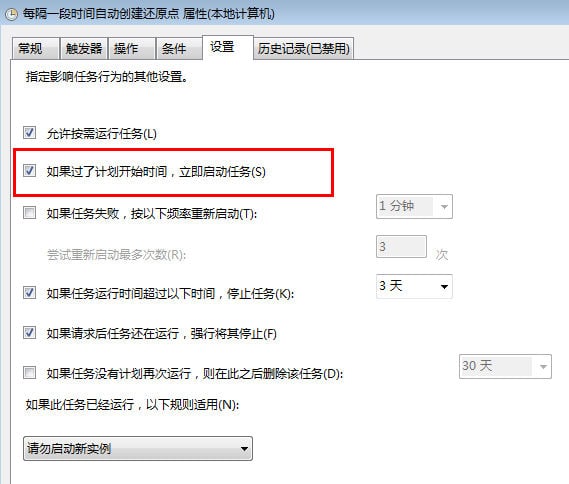 每隔一段时间自动创建还原点 属性(本地计算机)
常规 触发器 操作 条件 设置 历史记录(已禁用)
指定影响任务行为的其他设置。
允许按需运行任务(L)
如果过了计划开始时间，立即启动任务(S)
如果任务失败，按以下频率重新启动(T): 1 分钟
尝试重新启动最多次数(R): 3 次
如果任务运行时间超过以下时间，停止任务(K): 3 天
如果请求后任务还在运行，强行将其停止(F)
如果任务没有计划再次运行，则在此之后删除该任务(D): 30 天
如果此任务已经运行，以下规则适用(N):
请勿启动新实例